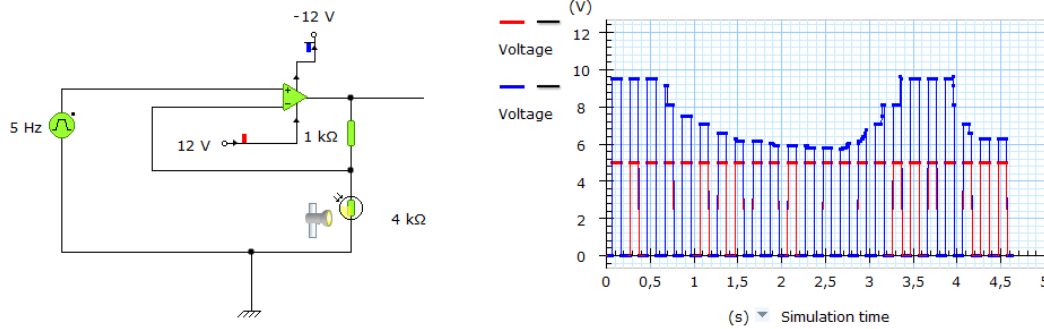 -12 V
+
−
5 Hz
12 V
1 kΩ
4 kΩ
(V)
Voltage
Voltage
12
10
8
6
4
2
0
0 0,5 1 1,5 2 2,5 3 3,5 4 4,5 5
(s) Simulation time